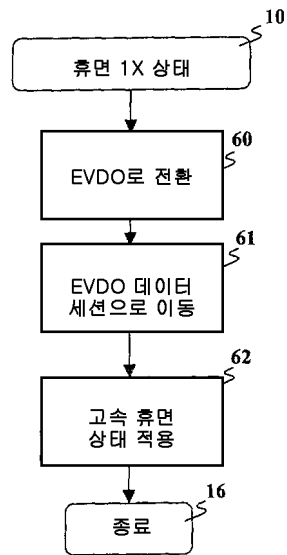 10
휴면 1X 상태
60
EVDO로 전환
61
EVDO 데이터
세션으로 이동
62
고속 휴면
상태 적용
16
종료